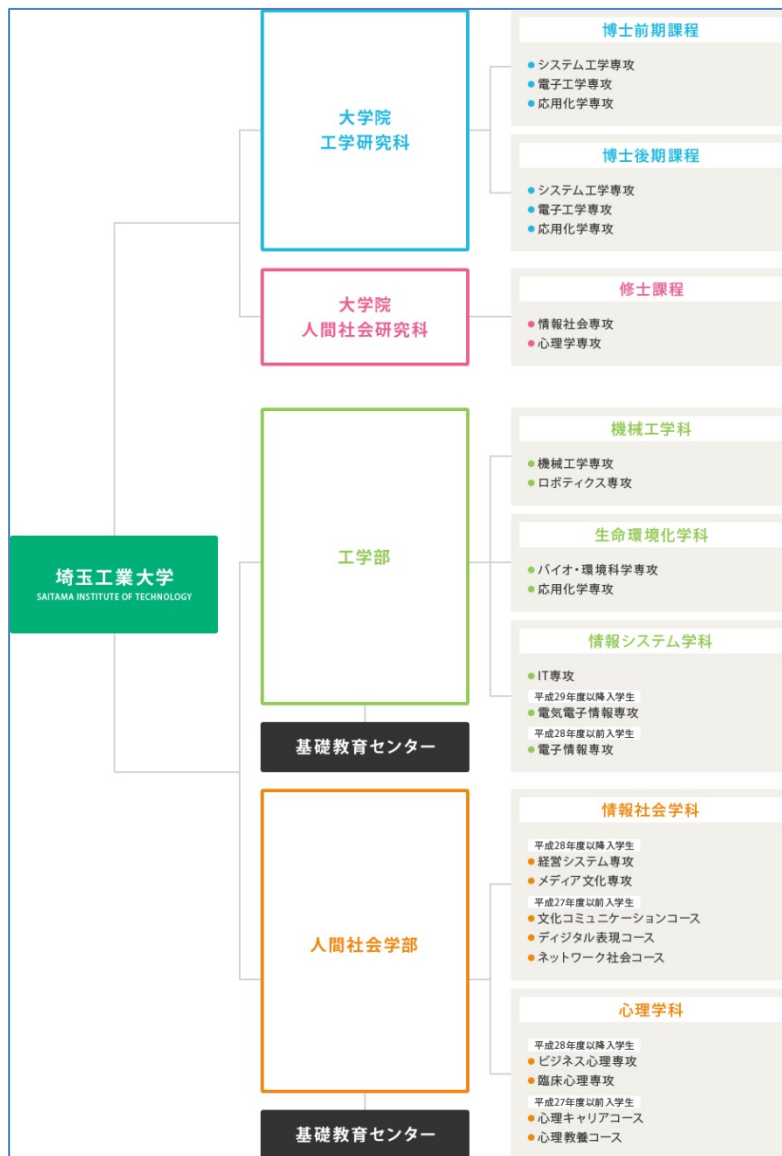 埼玉工業大学
SAITAMA INSTITUTE OF TECHNOLOGY
大学院
工学研究科
博士前期課程
システム工学専攻
電子工学専攻
応用化学専攻
博士後期課程
システム工学専攻
電子工学専攻
応用化学専攻
大学院
人間社会研究科
修士課程
情報社会専攻
心理学専攻
工学部
機械工学科
機械工学専攻
ロボティクス専攻
生命環境化学科
バイオ・環境科学専攻
応用化学専攻
情報システム学科
IT専攻
平成29年度以降入学生
電気電子情報専攻
平成28年度以前入学生
電子情報専攻
基礎教育センター
人間社会学部
情報社会学科
平成28年度以降入学生
経営システム専攻
メディア文化専攻
平成27年度以前入学生
文化コミュニケーションコース
ディジタル表現コース
ネットワーク社会コース
心理学科
平成28年度以降入学生
ビジネス心理専攻
臨床心理専攻
平成27年度以前入学生
心理キャリアコース
心理教養コース
基礎教育センター